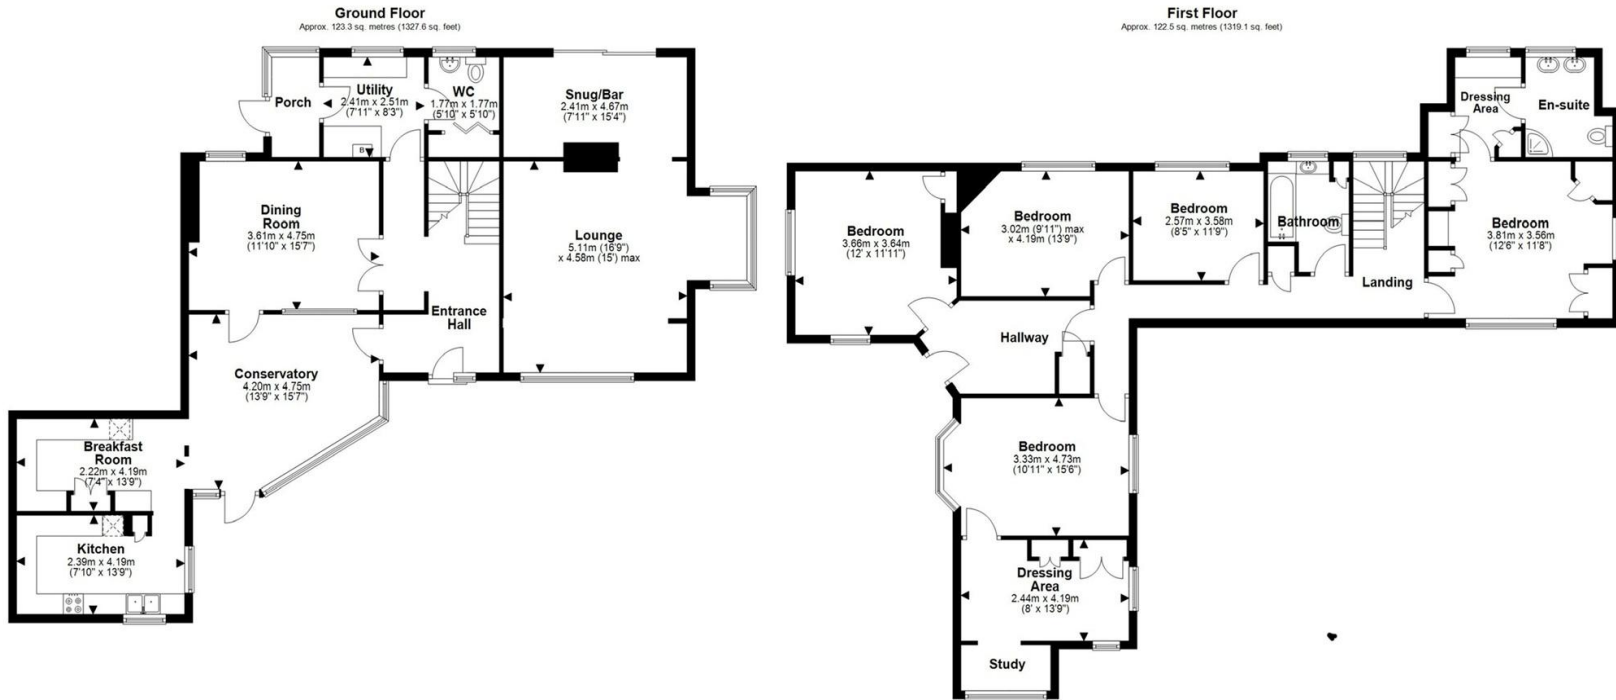 Ground Floor
Approx. 123.3 sq. metres (1327.6 sq. feet)
Porch
Utility
2.41m x 2.51m
(7'11" x 8'3")
B
WC
1.77m x 1.77m
(5'10" x 5'10")
Snug/Bar
2.41m x 4.67m
(7'11" x 15'4")
Dining
Room
3.61m x 4.75m
(11'10" x 15'7")
Lounge
5.11m (16'9")
x 4.58m (15') max
Entrance
Hall
Conservatory
4.20m x 4.75m
(13'9" x 15'7")
Breakfast
Room
2.22m x 4.19m
(7'4" x 13'9")
Kitchen
2.39m x 4.19m
(7'10" x 13'9")
First Floor
Approx. 122.5 sq. metres (1319.1 sq. feet)
Dressing
Area
En-suite
Bedroom
3.66m x 3.64m
(12' x 11'11")
Bedroom
3.02m (9'11") max
x 4.19m (13'9")
Bedroom
2.57m x 3.58m
(8'5" x 11'9")
Bathroom
Bedroom
3.81m x 3.56m
(12'6" x 11'8")
Landing
Hallway
Bedroom
3.33m x 4.73m
(10'11" x 15'6")
Dressing
Area
2.44m x 4.19m
(8' x 13'9")
Study